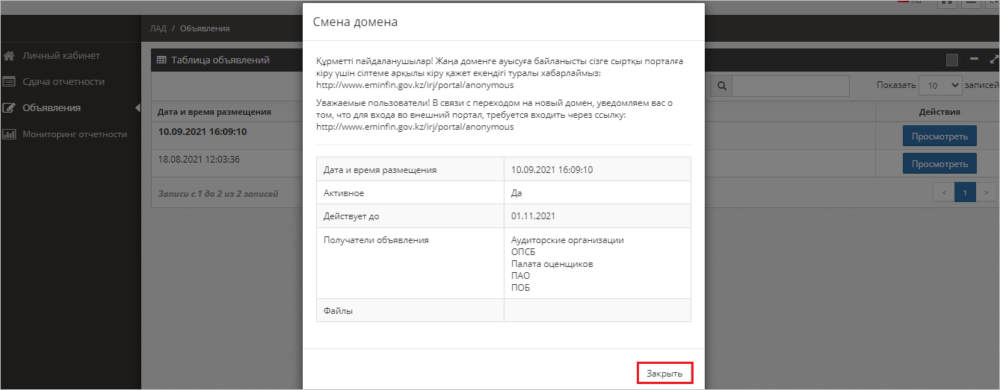 Смена домена
ЛАД / Объявления
Личный кабинет
Сдача отчетности
Объявления
Мониторинг отчетности
Таблица объявлений
Показать 10 записей
Дата и время размещения
Действия
10.09.2021 16:09:10
Просмотреть
18.08.2021 12:03:36
Просмотреть
Записи с 1 до 2 из 2 записей
< 1 >
Құрметті пайдаланушылар! Жаңа доменге ауысуға байланысты сізге сыртқы порталға
кіру үшін сілтеме арқылы кіру қажет екендігі туралы хабарлаймыз:
http://www.eminfin.gov.kz/irj/portal/anonymous
Уважаемые пользователи! В связи с переходом на новый домен, уведомляем вас о
том, что для входа во внешний портал, требуется входить через ссылку:
http://www.eminfin.gov.kz/irj/portal/anonymous
Дата и время размещения 10.09.2021 16:09:10
Активное Да
Действует до 01.11.2021
Получатели объявления Аудиторские организации
ОПСБ
Палата оценщиков
ПАО
ПОБ
Файлы
Закрыть